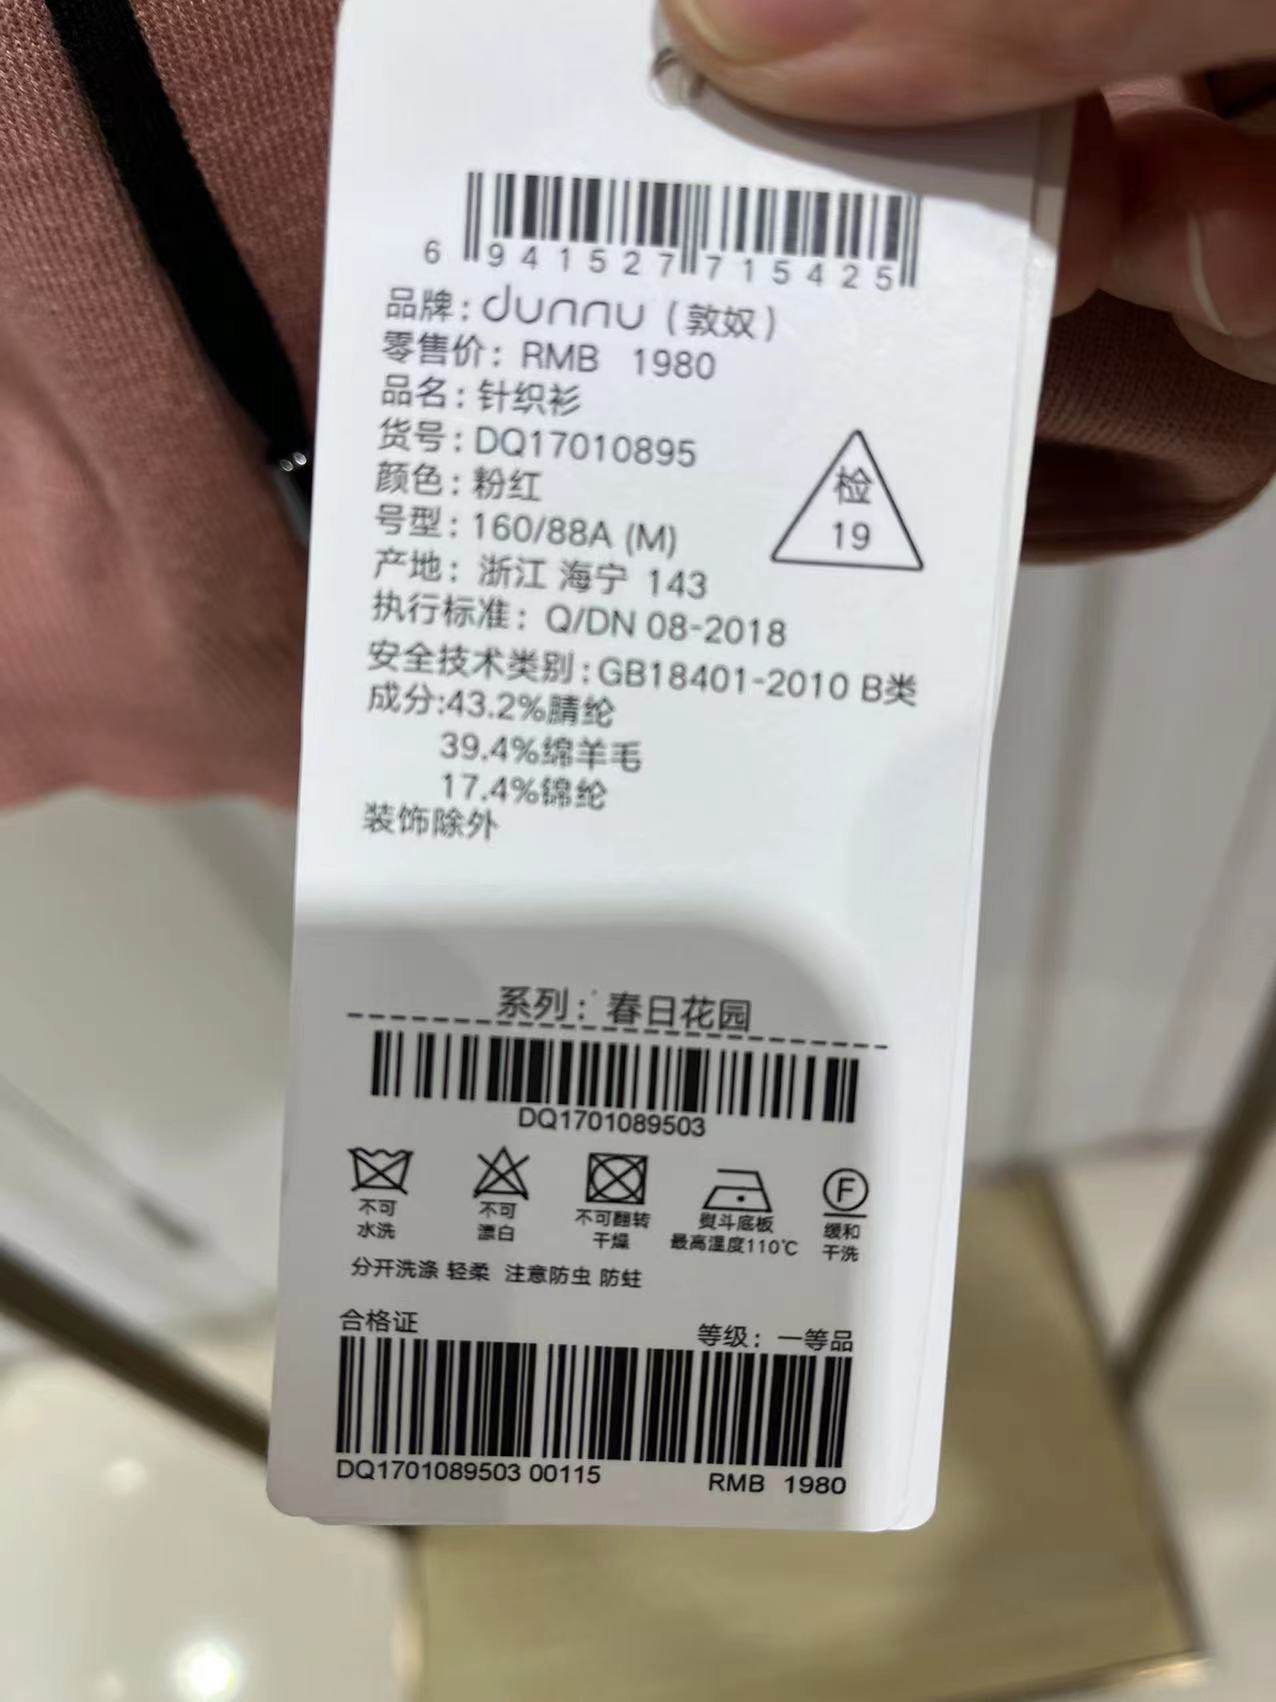 6 941527 715425
品牌：dunnu（敦奴）
零售价：RMB 1980
品名：针织衫
货号：DQ17010895
颜色：粉红
号型：160/88A (M)
检
19
产地：浙江 海宁 143
执行标准：Q/DN 08-2018
安全技术类别：GB18401-2010 B类
成分:43.2%腈纶
39.4%绵羊毛
17.4%锦纶
装饰除外
系列：春日花园
DQ1701089503
不可 不可 不可翻转 熨斗底板 F 缓和
水洗 漂白 干燥 最高温度110℃ 干洗
分开洗涤 轻柔 注意防虫 防蛀
合格证 等级：一等品
DQ1701089503 00115 RMB 1980